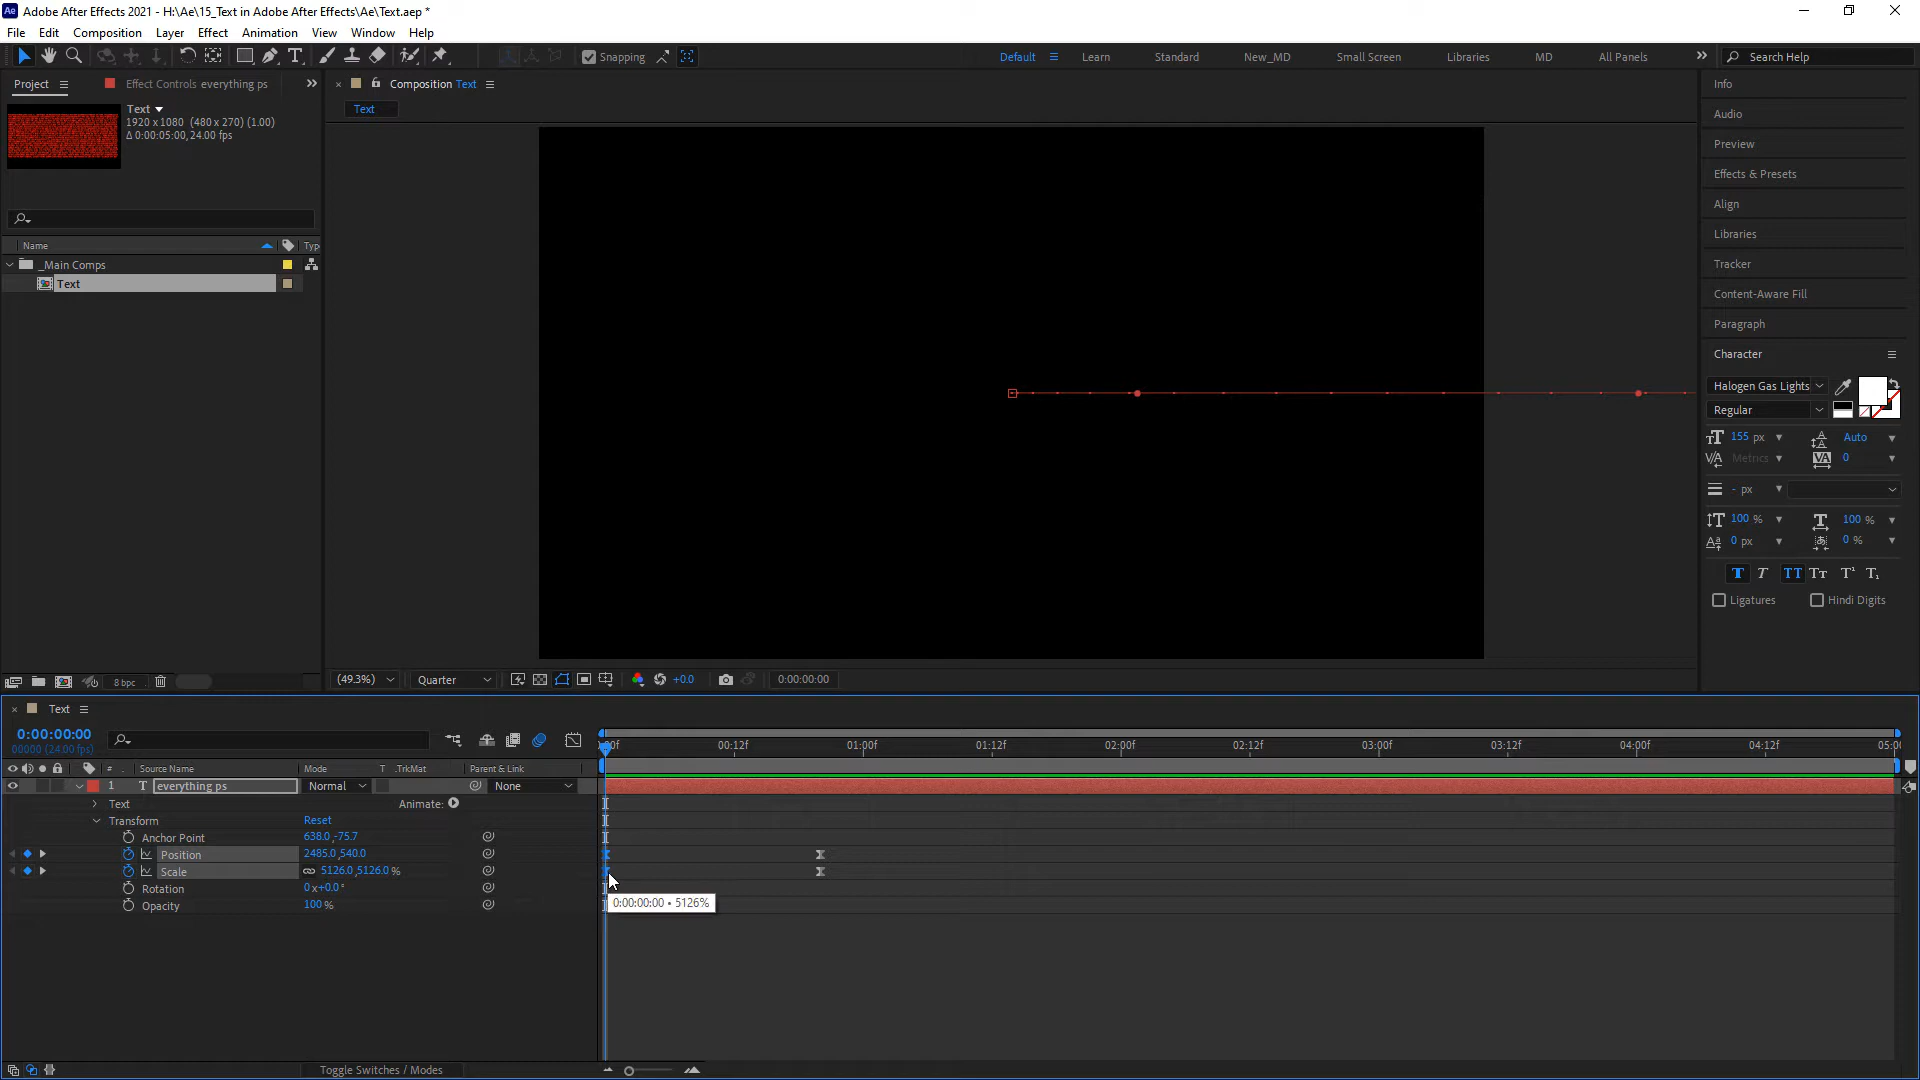 Adobe After Effects 2021 - H:\Ae\15_Text in Adobe After Effects\Ae\Text.aep *
File Edit Composition Layer Effect Animation View Window Help
Snapping
Default Learn Standard New_MD Small Screen Libraries MD All Panels
Search Help
Project
Effect Controls everything ps
Text
1920 x 1080 (480 x 270) (1.00)
Δ 0:00:05:00, 24.00 fps
Name Typ
_Main Comps
Text
8 bpc
Composition Text
Text
(49.3%) Quarter +0.0 0:00:00:00
Info
Audio
Preview
Effects & Presets
Align
Libraries
Tracker
Content-Aware Fill
Paragraph
Character
Halogen Gas Lights
Regular
155 px Auto
Metrics 0
- px
100 % 100 %
0 px 0 %
T T TT Tt T¹ T₁
Ligatures Hindi Digits
Text
0:00:00:00
00000 (24.00 fps)
:00f 00:12f 01:00f 01:12f 02:00f 02:12f 03:00f 03:12f 04:00f 04:12f 05:00
# Source Name Mode T .TrkMat Parent & Link
1 T everything ps Normal None
Text Animate:
Transform Reset
Anchor Point 638.0,-75.7
Position 2485.0,540.0
Scale 5126.0,5126.0 %
Rotation 0x+0.0°
Opacity 100 %
0:00:00:00 • 5126%
Toggle Switches / Modes